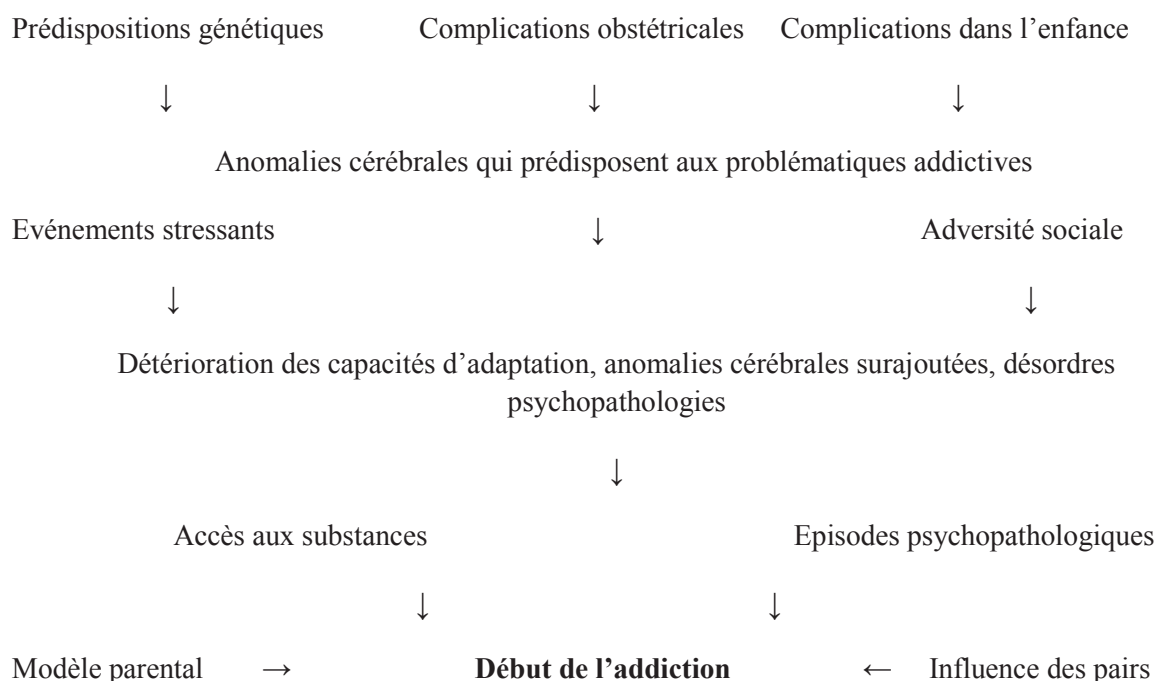 Prédispositions génétiques Complications obstétricales Complications dans l’enfance
↓ ↓ ↓
Anomalies cérébrales qui prédisposent aux problématiques addictives
Evénements stressants ↓ Adversité sociale
↓ ↓
Détérioration des capacités d’adaptation, anomalies cérébrales surajoutées, désordres
psychopathologies
↓
Accès aux substances Episodes psychopathologiques
↓ ↓
Modèle parental → Début de l’addiction ← Influence des pairs